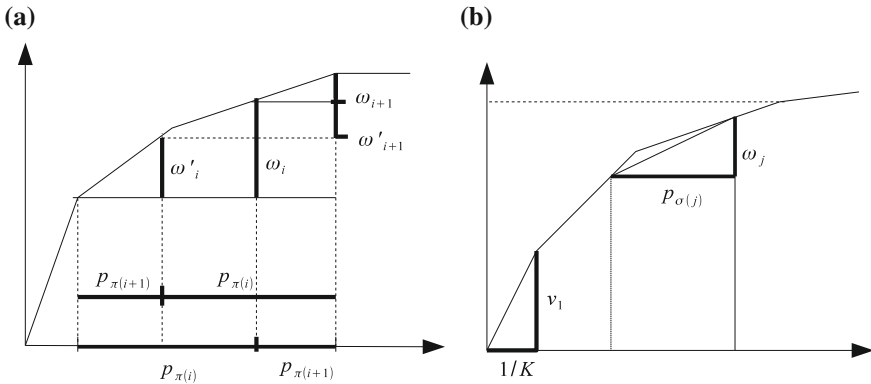 (a)
ω_{i+1}
ω'_{i+1}
ω'_i
ω_i
p_{π(i+1)}
p_{π(i)}
p_{π(i)}
p_{π(i+1)}
(b)
ω_j
p_{σ(j)}
v_1
1/K